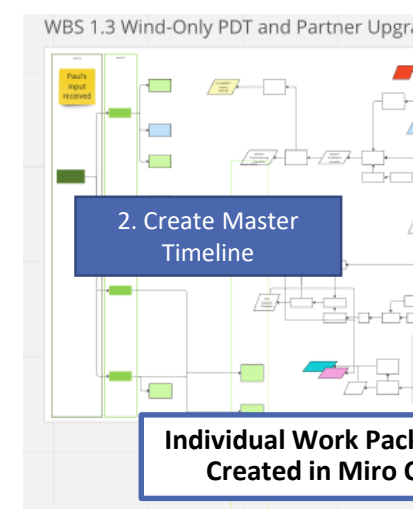 WBS 1.3 Wind-Only PDT and Partner Upgra
Paul's
input
received
2. Create Master
Timeline
Individual Work Pack
Created in Miro C